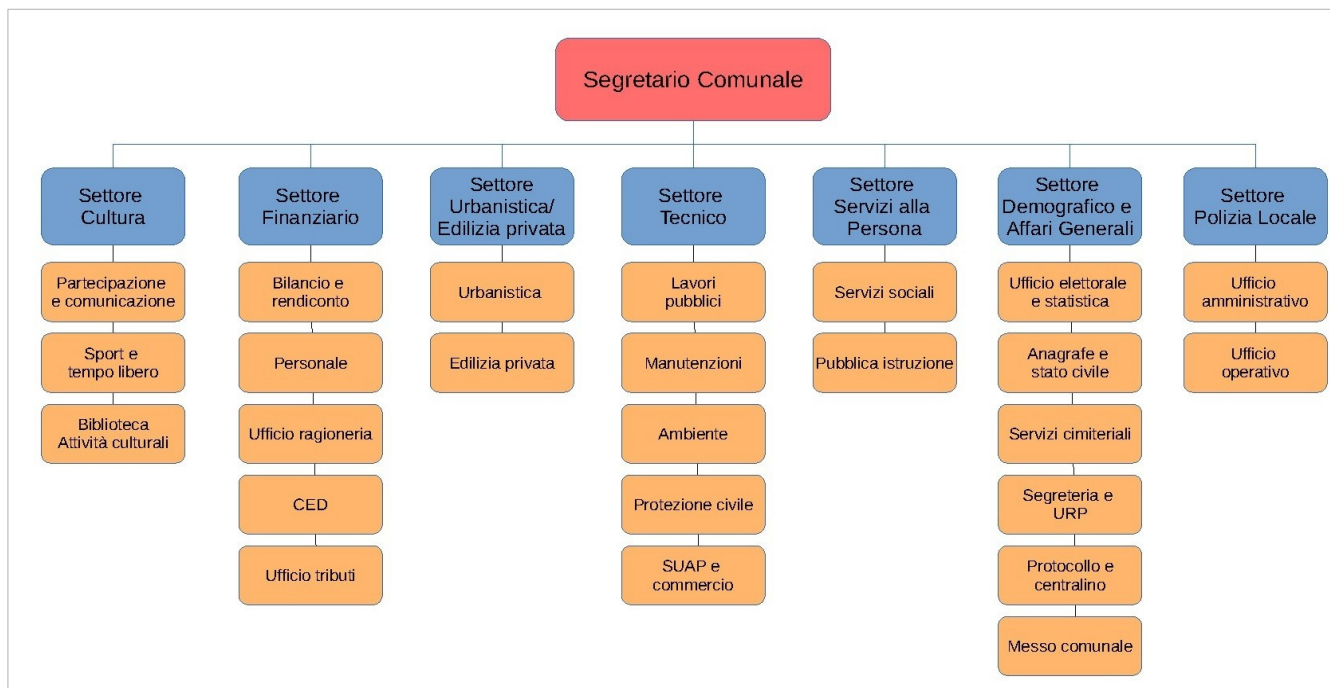 Segretario Comunale
Settore
Cultura
Partecipazione
e comunicazione
Sport e
tempo libero
Biblioteca
Attività culturali
Settore
Finanziario
Bilancio e
rendiconto
Personale
Ufficio ragioneria
CED
Ufficio tributi
Settore
Urbanistica/
Edilizia privata
Urbanistica
Edilizia privata
Settore
Tecnico
Lavori
pubblici
Manutenzioni
Ambiente
Protezione civile
SUAP e
commercio
Settore
Servizi alla
Persona
Servizi sociali
Pubblica istruzione
Settore
Demografico e
Affari Generali
Ufficio elettorale
e statistica
Anagrafe e
stato civile
Servizi cimiteriali
Segreteria e
URP
Protocollo e
centralino
Messo comunale
Settore
Polizia Locale
Ufficio
amministrativo
Ufficio
operativo